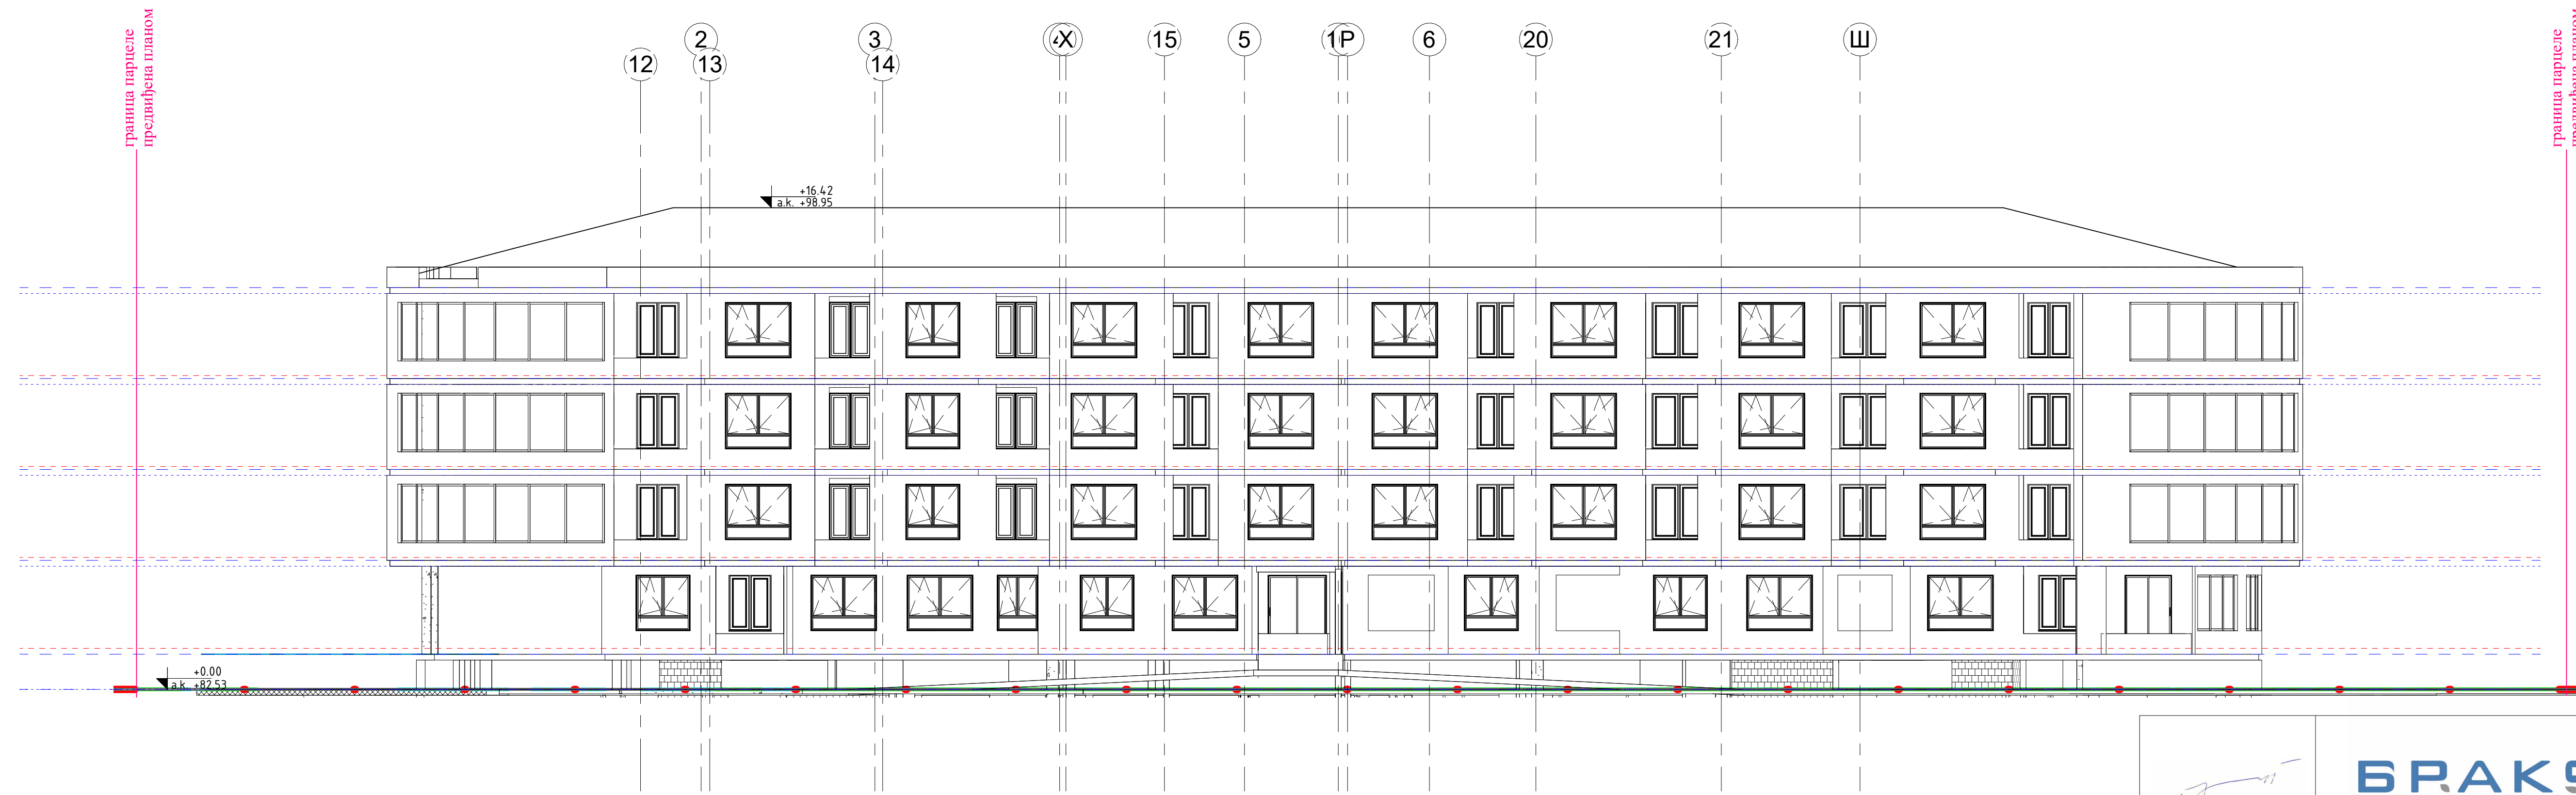 граница парцеле
предвиђена планом
2
3
X
15
5
Р
6
20
21
Ш
12
13
14
граница парцеле
+16.42
a.k. +98.95
+0.00
a.k. +82.53
БРАКС